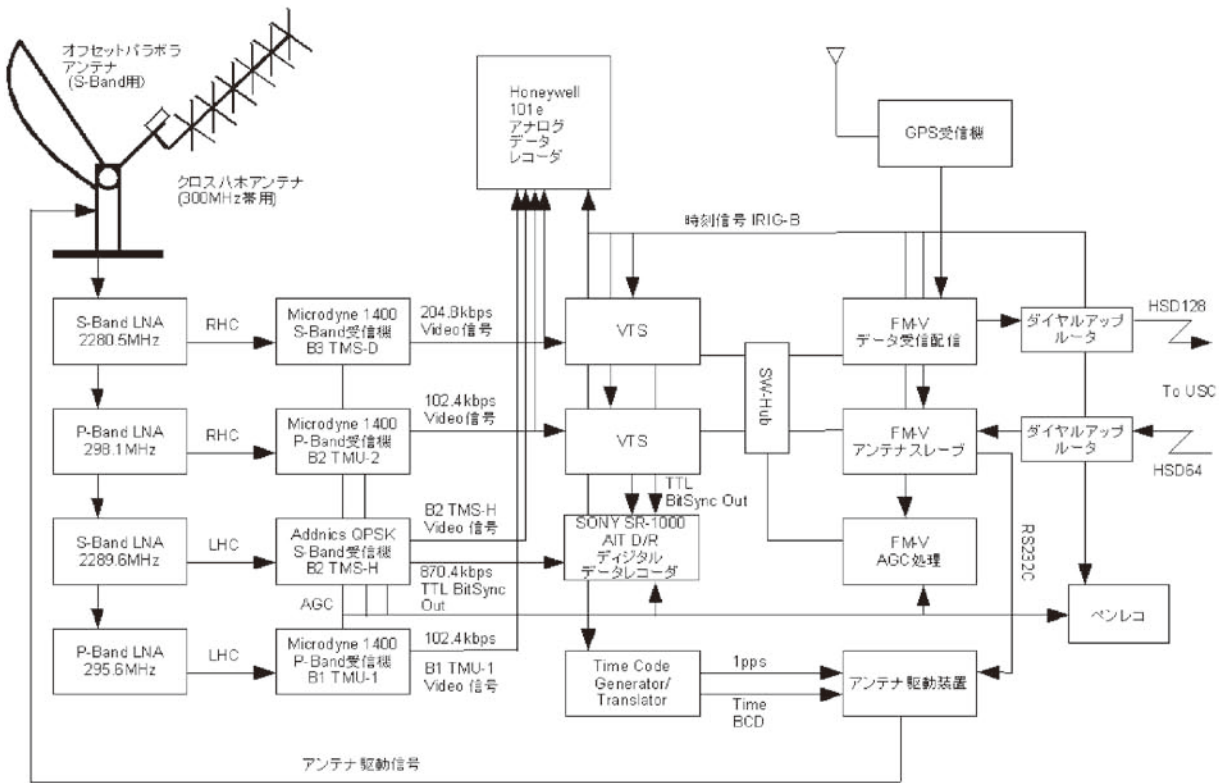 オフセットパラボラ
アンテナ
(S-Band用)
クロス八木アンテナ
(300MHz帯用)
Honeywell
101e
アナログ
データ
レコーダ
GPS受信機
時刻信号 IRIG-B
S-Band LNA
2280.5MHz
RHC
Microdyne 1400
S-Band受信機
B3 TMS-D
204.8kbps
Video信号
VTS
FM-V
データ受信配信
ダイヤルアップ
ルータ
HSD128
SW-Hub
To USC
P-Band LNA
298.1MHz
RHC
Microdyne 1400
P-Band受信機
B2 TMU-2
102.4kbps
Video信号
VTS
FM-V
アンテナスレーブ
ダイヤルアップ
ルータ
HSD64
TTL
BitSync Out
S-Band LNA
2289.6MHz
LHC
Addnics QPSK
S-Band受信機
B2 TMS-H
B2 TMS-H
Video 信号
870.4kbps
TTL BitSync
Out
SONY SR-1000
AIT D/R
ディジタル
データレコーダ
FM-V
AGC処理
RS232C
AGC
ペンレコ
P-Band LNA
295.6MHz
LHC
Microdyne 1400
P-Band受信機
B1 TMU-1
102.4kbps
B1 TMU-1
Video 信号
Time Code
Generator/
Translator
1pps
Time
BCD
アンテナ駆動装置
アンテナ駆動信号